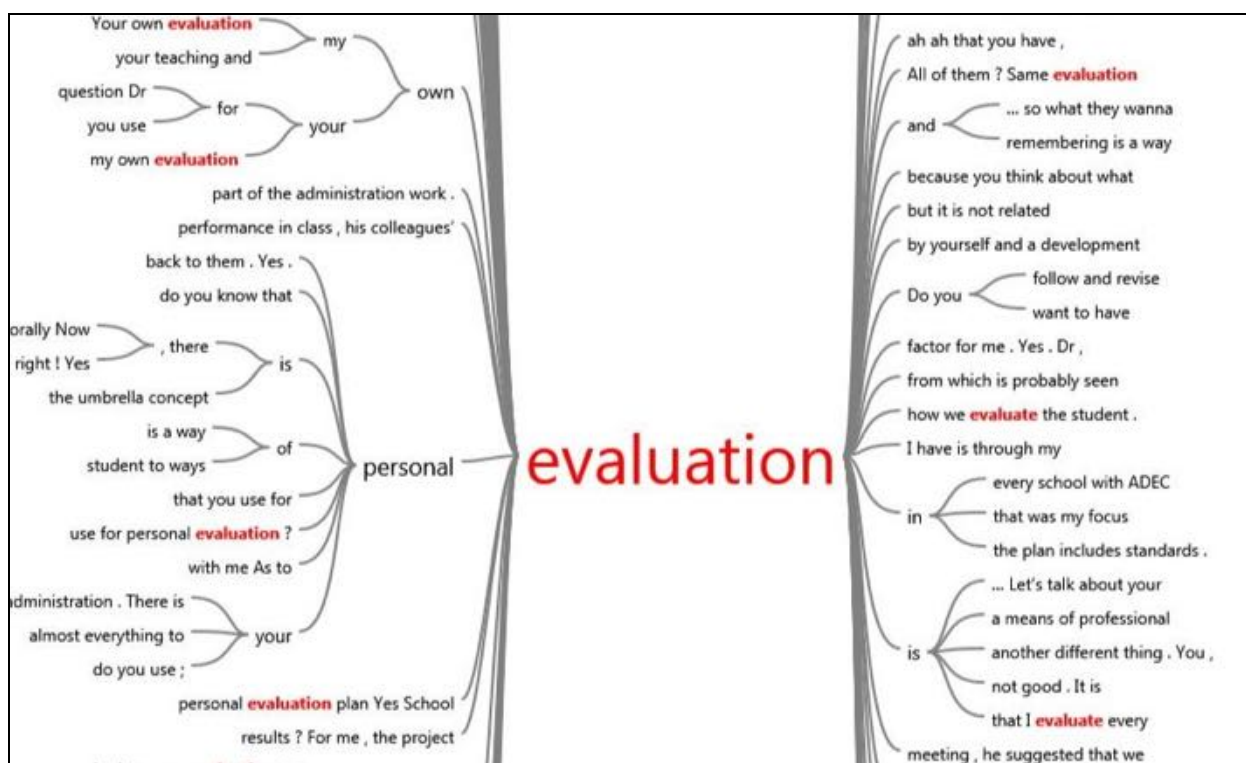 Your own evaluation
your teaching and
my
question Dr
you use
for
my own evaluation
your
own
part of the administration work .
performance in class , his colleagues'
back to them . Yes .
do you know that
orally Now
right ! Yes
, there
the umbrella concept
is
is a way
student to ways
of
that you use for
use for personal evaluation ?
with me As to
administration . There is
almost everything to
do you use ;
your
personal
personal evaluation plan Yes School
results ? For me , the project
evaluation
ah ah that you have ,
All of them ? Same evaluation
and
... so what they wanna
remembering is a way
because you think about what
but it is not related
by yourself and a development
Do you
follow and revise
want to have
factor for me . Yes . Dr ,
from which is probably seen
how we evaluate the student .
I have is through my
in
every school with ADEC
that was my focus
the plan includes standards .
is
... Let's talk about your
a means of professional
another different thing . You ,
not good . It is
that I evaluate every
meeting , he suggested that we